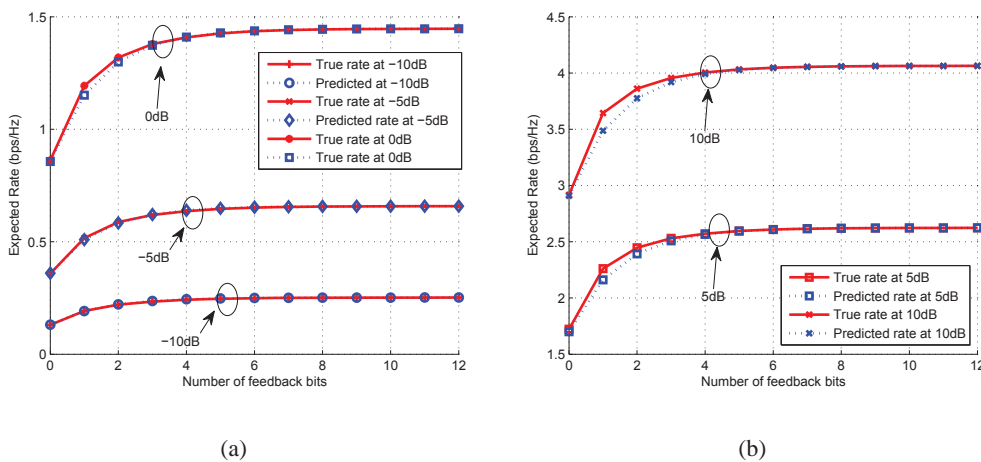 1.5
1
0.5
0
Expected Rate (bps/Hz)
0 2 4 6 8 10 12
Number of feedback bits
True rate at −10dB
Predicted at −10dB
True rate at −5dB
Predicted rate at −5dB
True rate at 0dB
True rate at 0dB
0dB
−5dB
−10dB
(a)
4.5
4
3.5
3
2.5
2
1.5
Expected Rate (bps/Hz)
0 2 4 6 8 10 12
Number of feedback bits
10dB
5dB
True rate at 5dB
Predicted rate at 5dB
True rate at 10dB
Predicted rate at 10dB
(b)